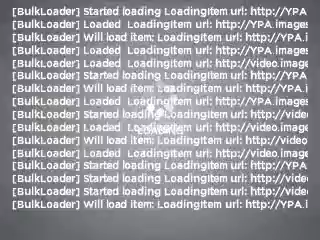 [BulkLoader] Started loading LoadingItem url: http://YPA
[BulkLoader] Loaded LoadingItem url: http://YPA.images
[BulkLoader] Will load item: LoadingItem url: http://YPA.i
[BulkLoader] Loaded LoadingItem url: http://YPA.images
[BulkLoader] Loaded LoadingItem url: http://video.image
[BulkLoader] Started loading LoadingItem url: http://YPA
[BulkLoader] Will load item: LoadingItem url: http://YPA.i
[BulkLoader] Loaded LoadingItem url: http://YPA.images
[BulkLoader] Started loading LoadingItem url: http://vide
[BulkLoader] Loaded LoadingItem url: http://video.image
[BulkLoader] Will load item: LoadingItem url: http://video
[BulkLoader] Loaded LoadingItem url: http://video.image
[BulkLoader] Started loading LoadingItem url: http://YPA
[BulkLoader] Started loading LoadingItem url: http://vide
[BulkLoader] Started loading LoadingItem url: http://vide
[BulkLoader] Will load item: LoadingItem url: http://YPA.i